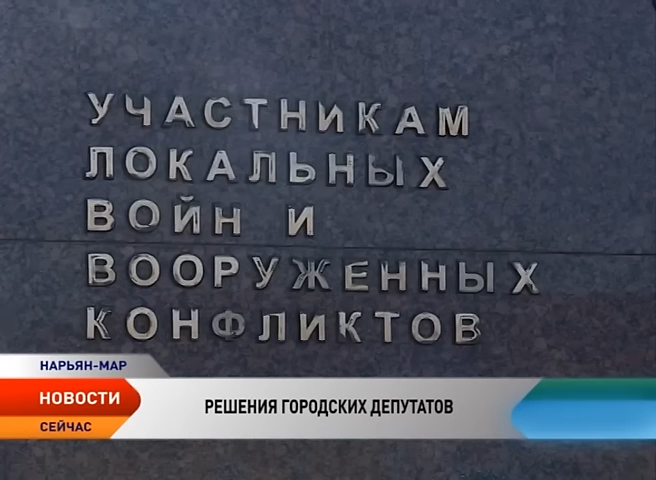 УЧАСТНИКАМ
ЛОКАЛЬНЫХ
ВОЙН И
ВООРУЖЕННЫХ
КОНФЛИКТОВ
НАРЬЯН-МАР
НОВОСТИ
РЕШЕНИЯ ГОРОДСКИХ ДЕПУТАТОВ
СЕЙЧАС